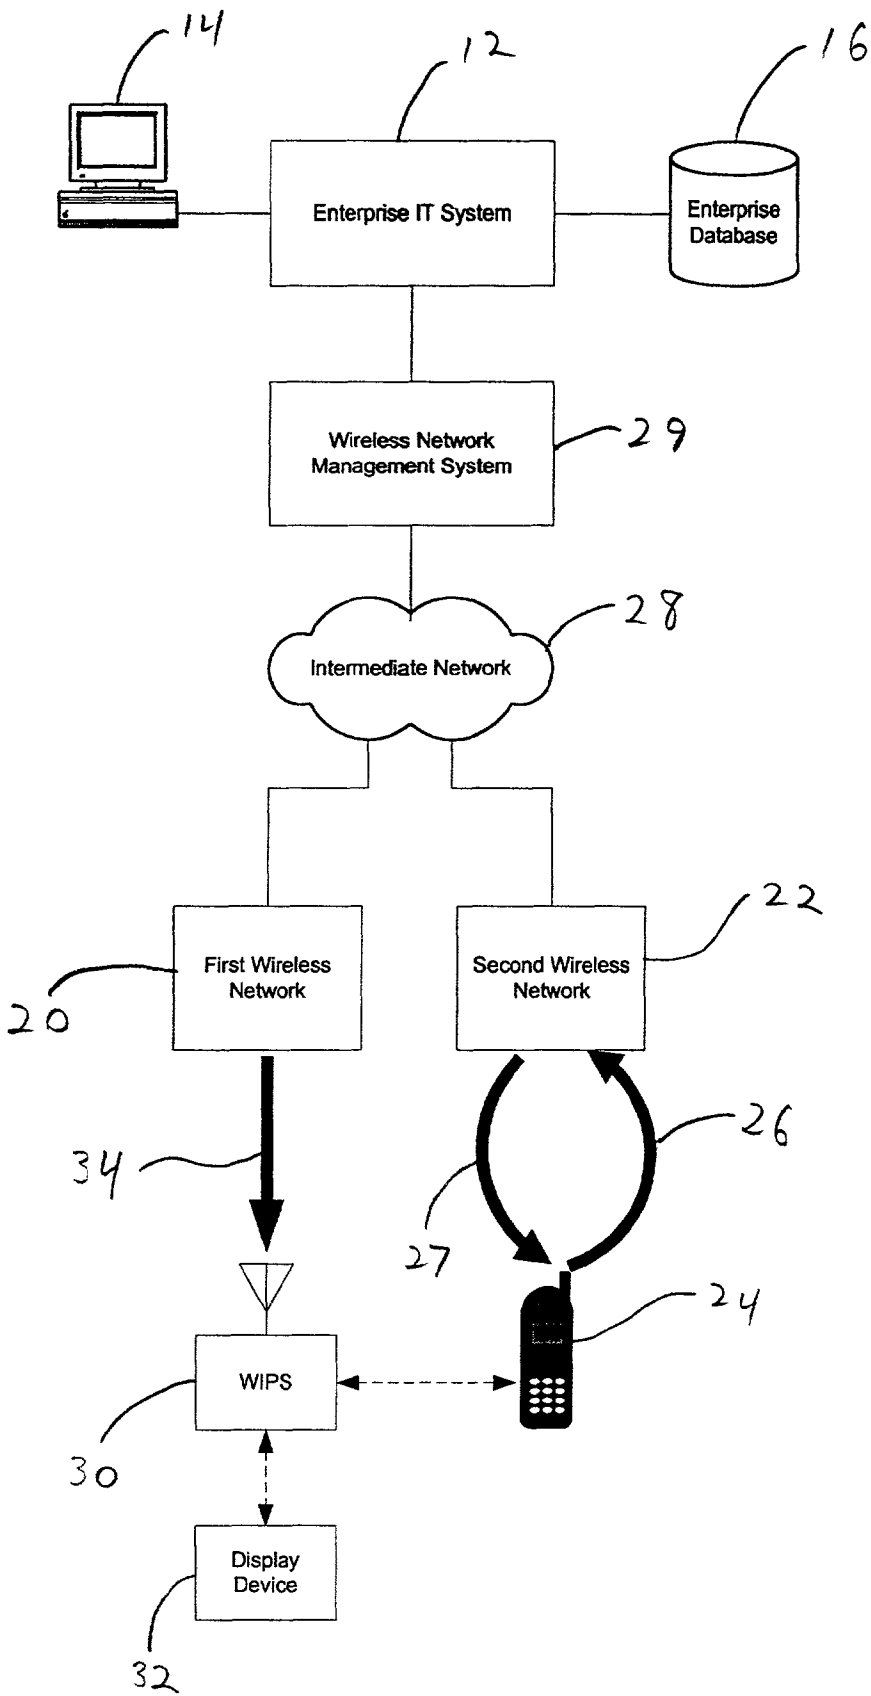 14
12
16
Enterprise IT System
Enterprise
Database
Wireless Network
Management System
29
28
Intermediate Network
22
First Wireless
Network
Second Wireless
Network
20
34
26
27
24
WIPS
30
Display
Device
32